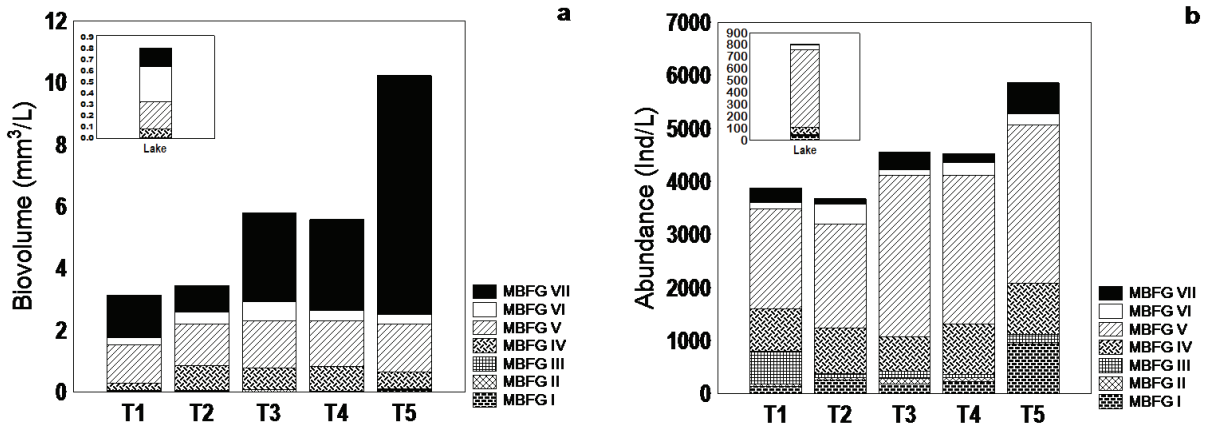 a
Biovolume (mm³/L)
12
10
8
6
4
2
0
0.9
0.8
0.7
0.6
0.5
0.4
0.3
0.2
0.1
0.0
Lake
T1 T2 T3 T4 T5
MBFG VII
MBFG VI
MBFG V
MBFG IV
MBFG III
MBFG II
MBFG I
b
Abundance (Ind/L)
7000
6000
5000
4000
3000
2000
1000
0
900
800
700
600
500
400
300
200
100
0
Lake
T1 T2 T3 T4 T5
MBFG VII
MBFG VI
MBFG V
MBFG IV
MBFG III
MBFG II
MBFG I